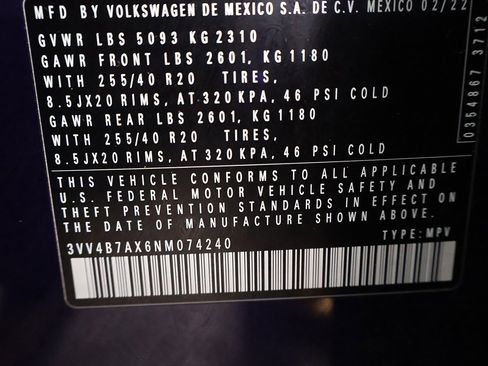 MFD BY VOLKSWAGEN DE MEXICO S.A. DE C.V. MEXICO 02/22
GVWR LBS 5093 KG 2310
GAWR FRONT LBS 2601, KG 1180
WITH 255/40 R20 TIRES,
8.5JX20 RIMS, AT 320 KPA, 46 PSI COLD
GAWR REAR LBS 2601, KG 1180
WITH 255/40 R20 TIRES,
8.5JX20 RIMS, AT 320 KPA, 46 PSI COLD
THIS VEHICLE CONFORMS TO ALL APPLICABLE
U.S. FEDERAL MOTOR VEHICLE SAFETY AND
THEFT PREVENTION STANDARDS IN EFFECT ON
THE DATE OF MANUFACTURE SHOWN ABOVE.
3VV4B7AX6NM074240 TYPE: MPV
0354867 3712